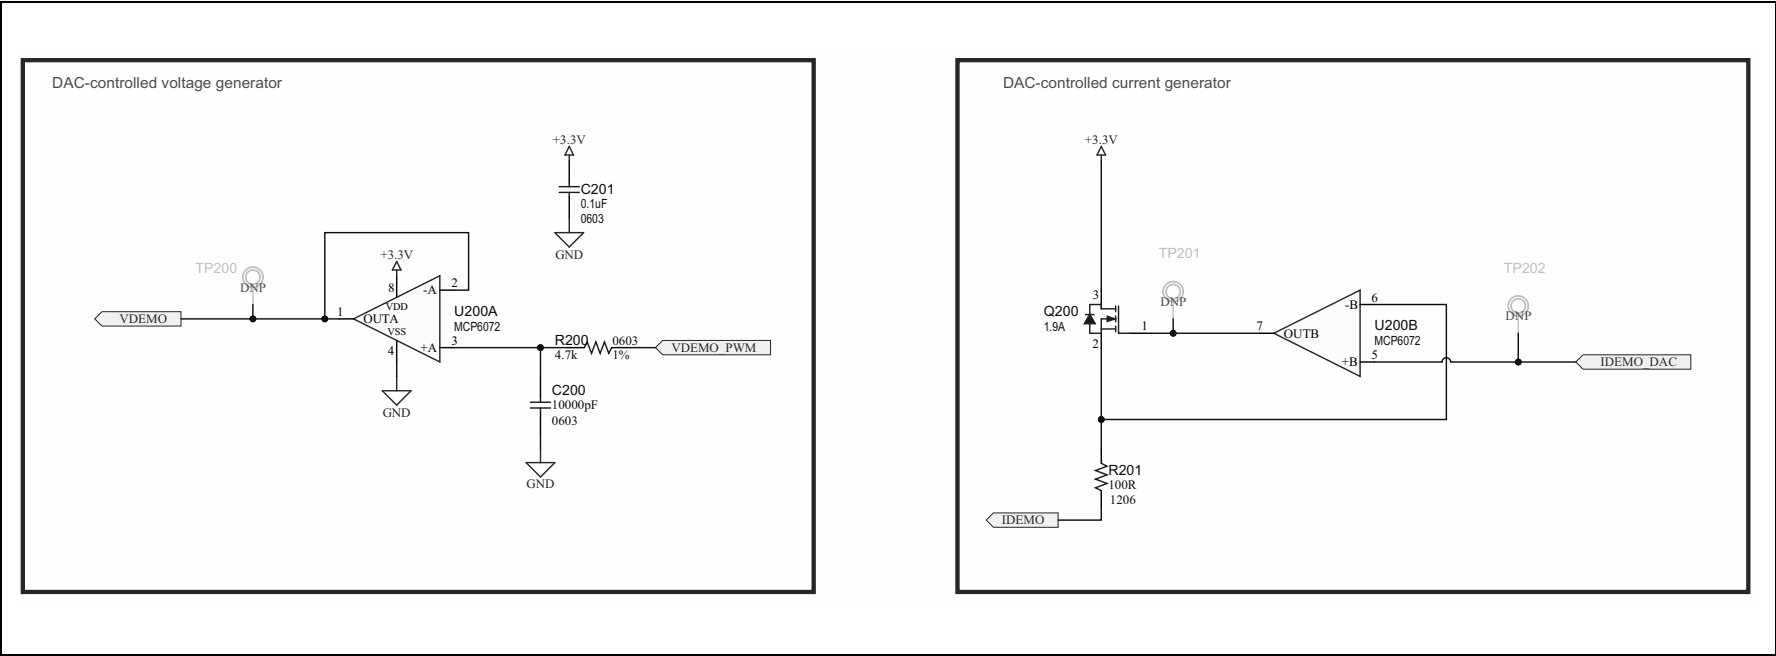 DAC-controlled voltage generator
+3.3V
C201
0.1uF
0603
GND
+3.3V
TP200
DNP
8
2
-A
VDD
VDEMO
1
OUTA
U200A
MCP6072
VSS
+A
3
4
R200
4.7k
0603
1%
VDEMO_PWM
GND
C200
10000pF
0603
GND
DAC-controlled current generator
+3.3V
TP201
DNP
TP202
DNP
3
Q200
1.9A
2
1
7
OUTB
-B
6
U200B
MCP6072
+B
5
IDEMO_DAC
R201
100R
1206
IDEMO